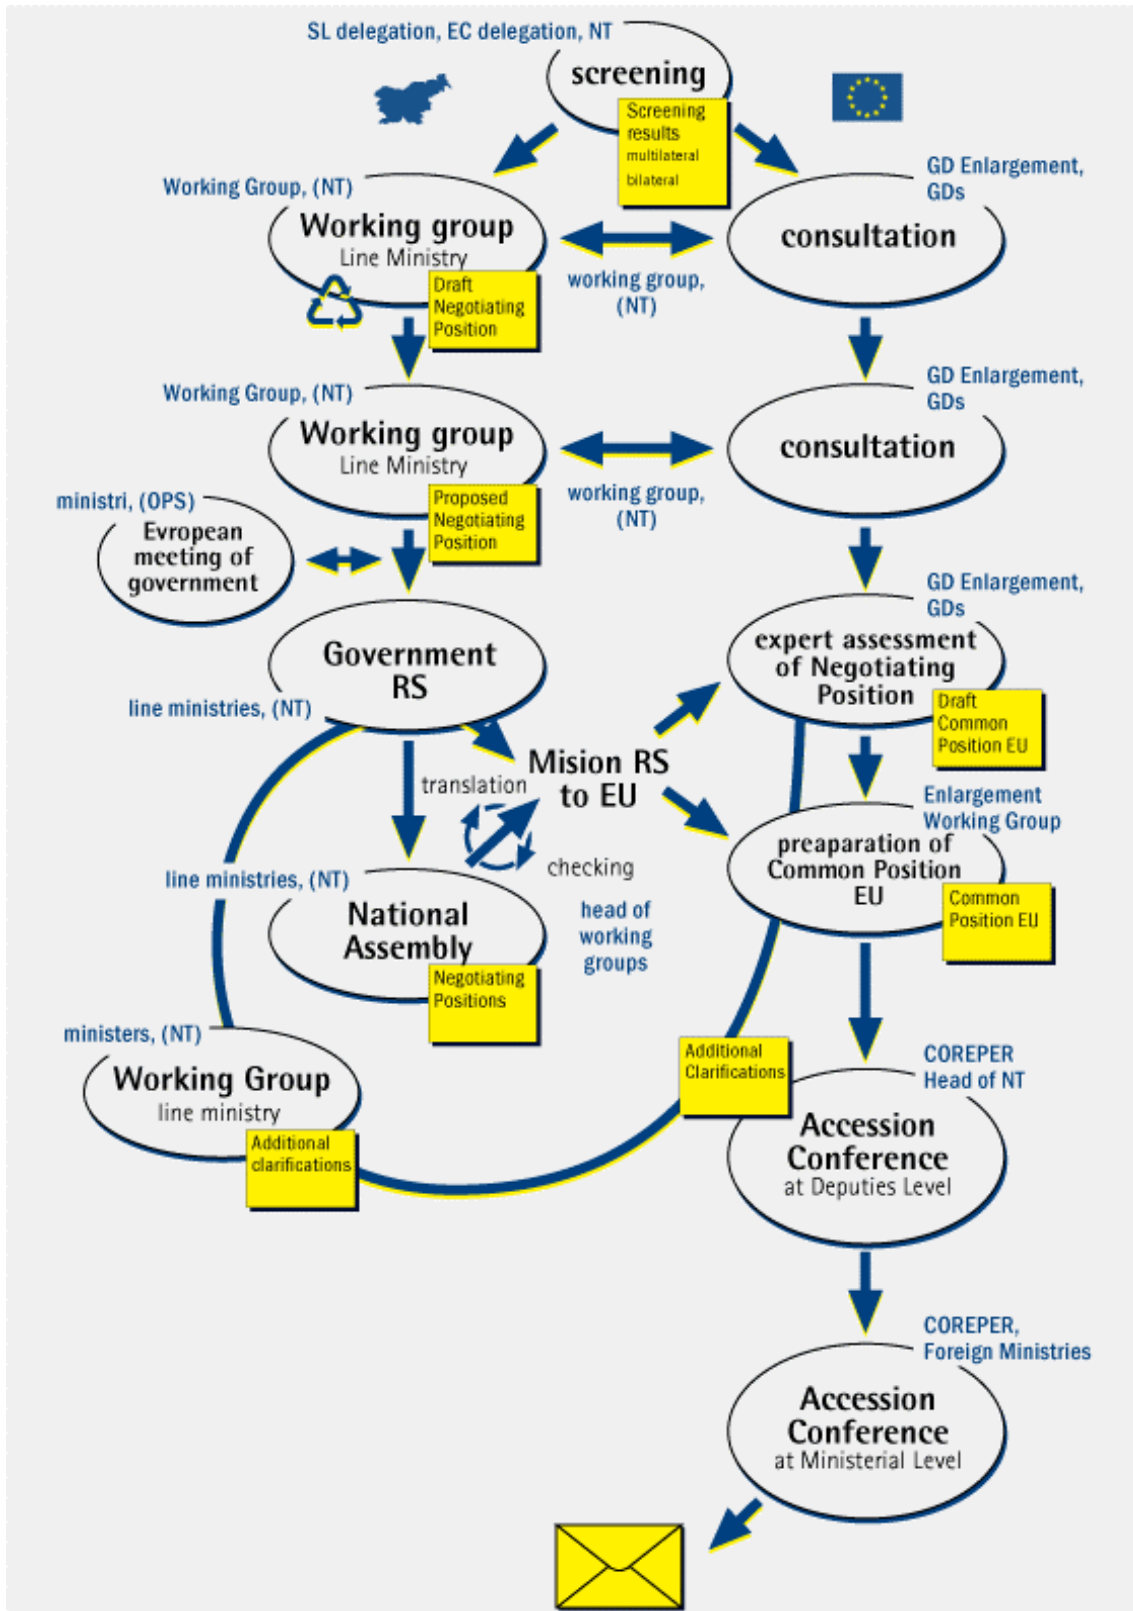 SL delegation, EC delegation, NT
screening
Screening
results
multilateral
bilateral
Working Group, (NT)
Working group
Line Ministry
Draft
Negotiating
Position
working group,
(NT)
GD Enlargement,
GDs
consultation
Working Group, (NT)
Working group
Line Ministry
Proposed
Negotiating
Position
working group,
(NT)
GD Enlargement,
GDs
consultation
ministri, (OPS)
Evropean
meeting of
government
Government
RS
line ministries, (NT)
GD Enlargement,
GDs
expert assessment
of Negotiating
Position
Draft
Common
Position EU
Mision RS
to EU
translation
checking
head of
working
groups
Enlargement
Working Group
preaparation of
Common Position
EU
Common
Position EU
line ministries, (NT)
National
Assembly
Negotiating
Positions
ministers, (NT)
Working Group
line ministry
Additional
clarifications
Additional
Clarifications
COREPER
Head of NT
Accession
Conference
at Deputies Level
COREPER,
Foreign Ministries
Accession
Conference
at Ministerial Level